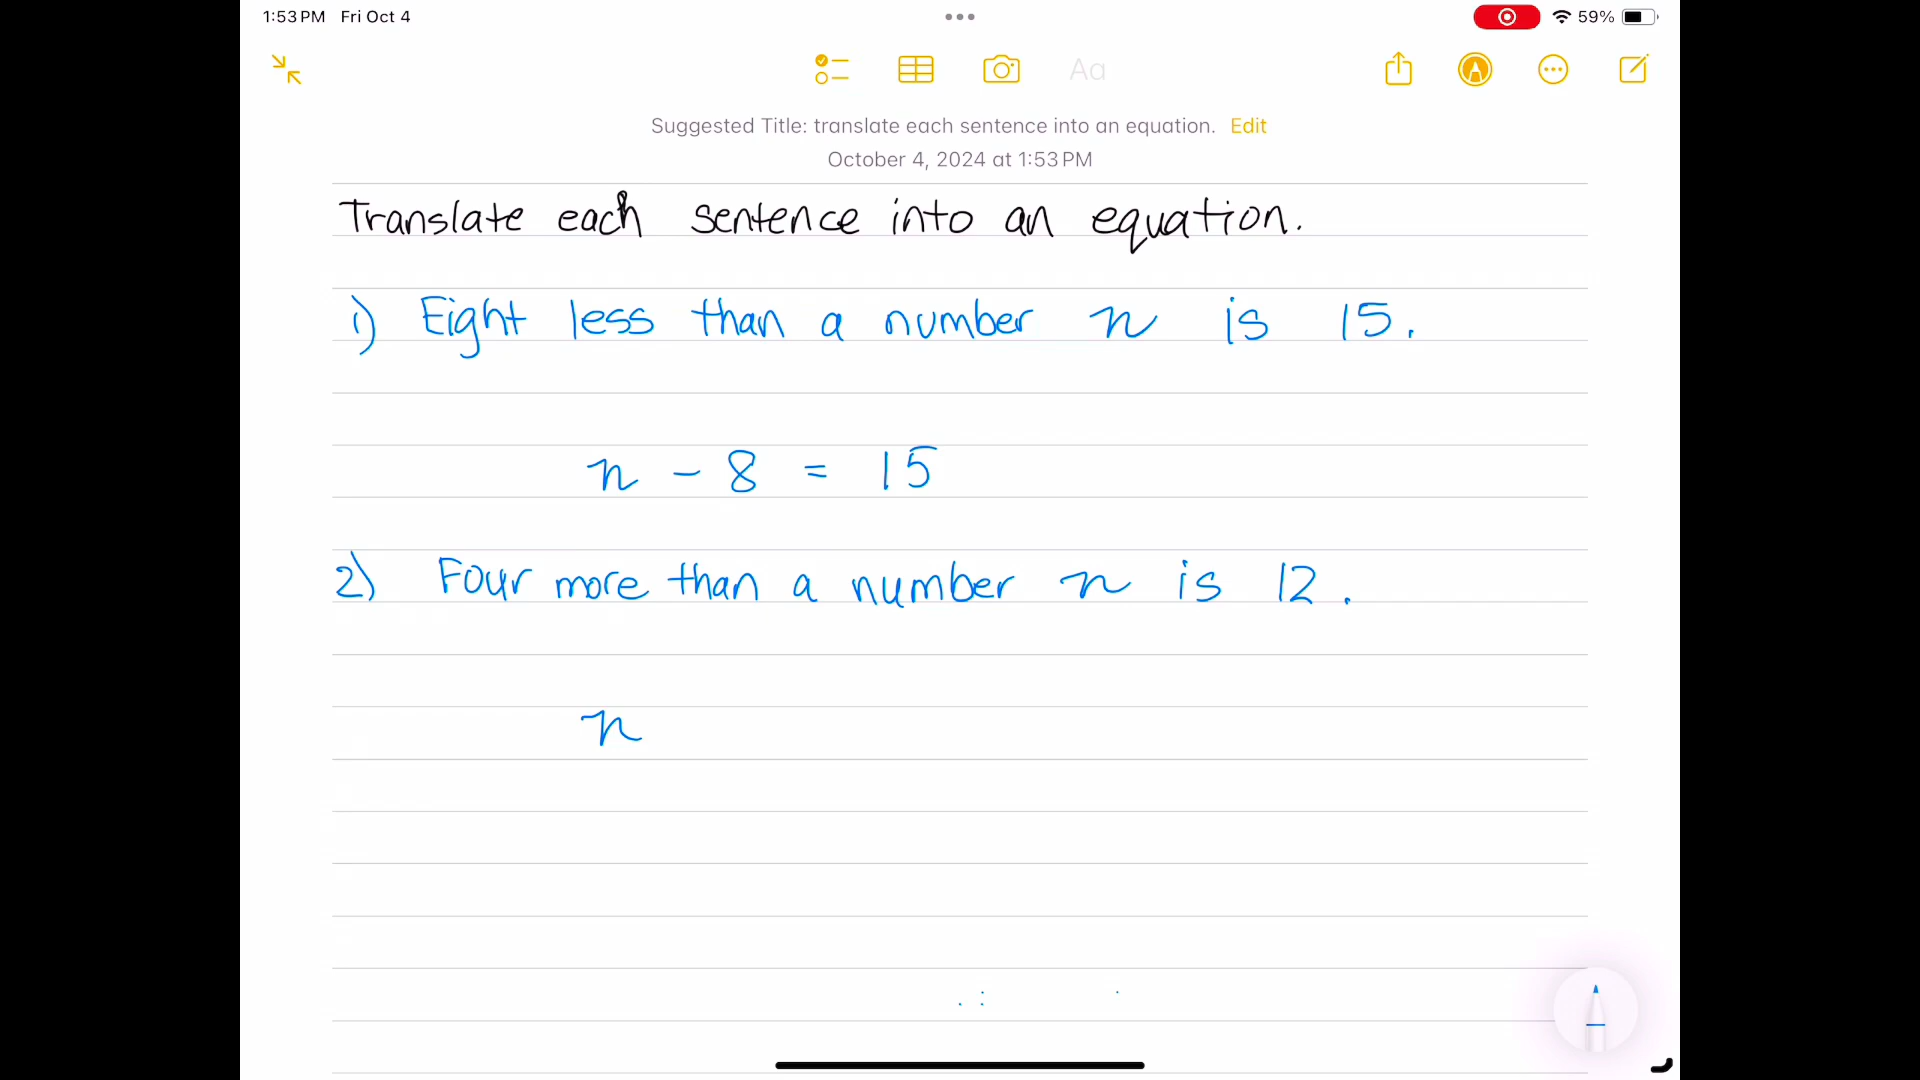 1:53 PM Fri Oct 4
59%
Aa
Suggested Title: translate each sentence into an equation. Edit
October 4, 2024 at 1:53 PM
Translate each sentence into an equation.
1) Eight less than a number n is 15.
n - 8 = 15
2) Four more than a number n is 12.
n